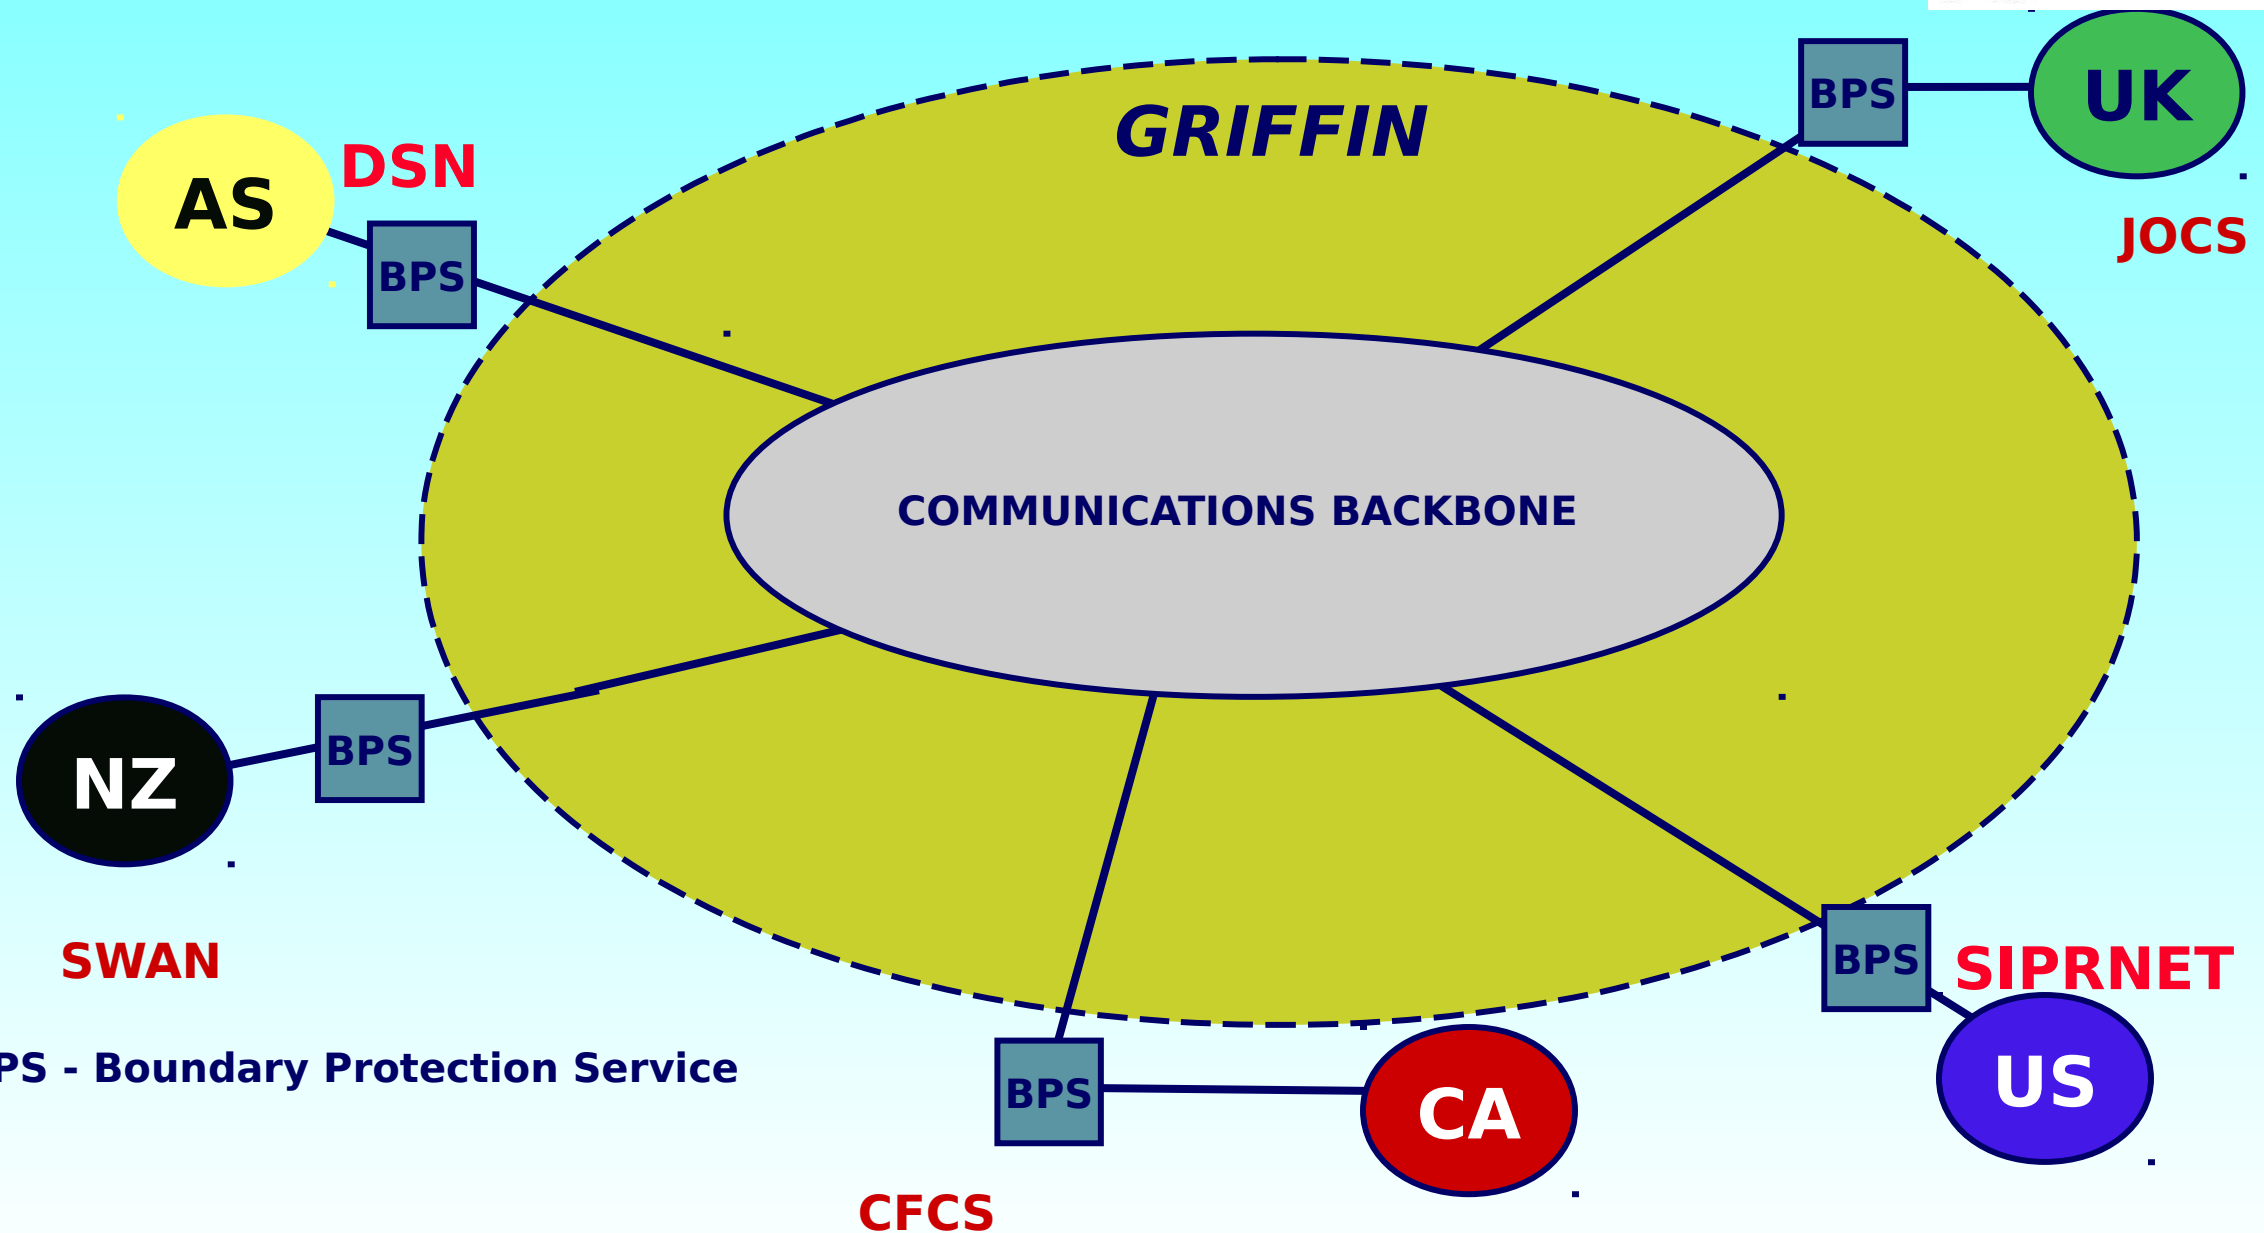 GRIFFIN
BPS
UK
JOCS
AS
DSN
BPS
COMMUNICATIONS BACKBONE
NZ
BPS
SWAN
BPS
SIPRNET
US
PS - Boundary Protection Service
BPS
CA
CFCS